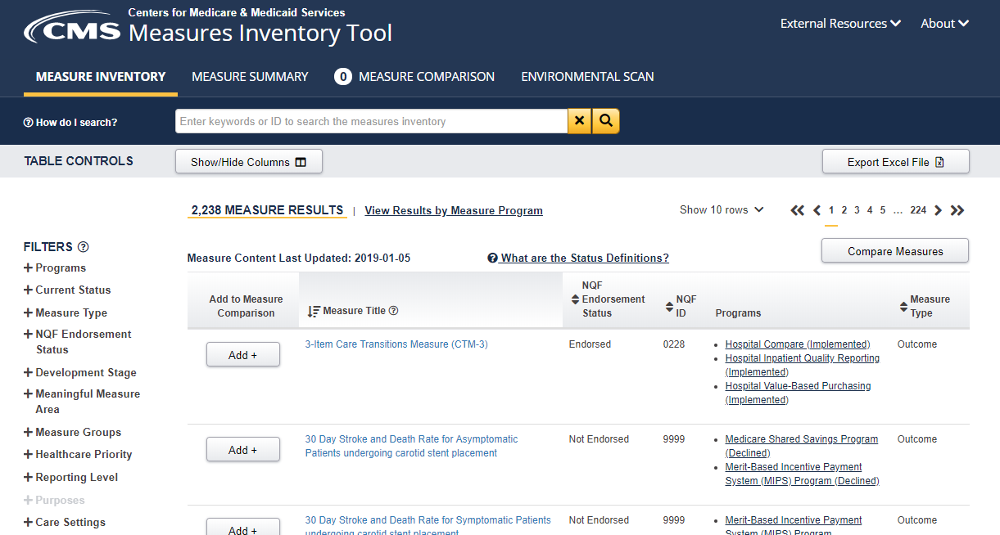 CMS
Centers for Medicare & Medicaid Services
Measures Inventory Tool
External Resources
About
MEASURE INVENTORY
MEASURE SUMMARY
0 MEASURE COMPARISON
ENVIRONMENTAL SCAN
How do I search?
Enter keywords or ID to search the measures inventory
TABLE CONTROLS
Show/Hide Columns
Export Excel File
2,238 MEASURE RESULTS | View Results by Measure Program
Show 10 rows
1 2 3 4 5 ... 224
FILTERS
Programs
Current Status
Measure Type
NQF Endorsement
Status
Development Stage
Meaningful Measure
Area
Measure Groups
Healthcare Priority
Reporting Level
Purposes
Care Settings
Measure Content Last Updated: 2019-01-05
What are the Status Definitions?
Compare Measures
Add to Measure
Comparison
Measure Title
NQF
Endorsement
Status
NQF
ID
Programs
Measure
Type
Add +
3-Item Care Transitions Measure (CTM-3)
Endorsed
0228
Hospital Compare (Implemented)
Hospital Inpatient Quality Reporting
(Implemented)
Hospital Value-Based Purchasing
(Implemented)
Outcome
Add +
30 Day Stroke and Death Rate for Asymptomatic
Patients undergoing carotid stent placement
Not Endorsed
9999
Medicare Shared Savings Program
(Declined)
Merit-Based Incentive Payment
System (MIPS) Program (Declined)
Outcome
Add +
30 Day Stroke and Death Rate for Symptomatic Patients
undergoing carotid stent placement
Not Endorsed
9999
Merit-Based Incentive Payment
System (MIPS) Program
Outcome